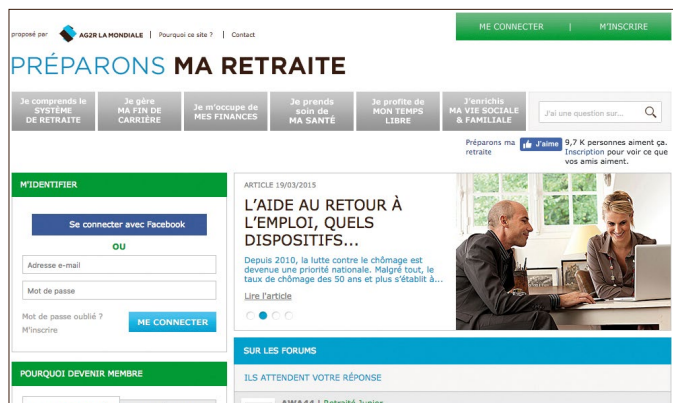 proposé par AG2R LA MONDIALE | Pourquoi ce site ? | Contact
ME CONNECTER | M'INSCRIRE
PRÉPARONS MA RETRAITE
Je comprends le
SYSTÈME
DE RETRAITE
Je gère
MA FIN DE
CARRIÈRE
Je m'occupe de
MES FINANCES
Je prends
soin de
MA SANTÉ
Je profite de
MON TEMPS
LIBRE
J'enrichis
MA VIE SOCIALE
& FAMILIALE
J'ai une question sur...
Préparons ma
retraite
J'aime
9,7 K personnes aiment ça.
Inscription pour voir ce que
vos amis aiment.
M'IDENTIFIER
Se connecter avec Facebook
OU
Adresse e-mail
Mot de passe
Mot de passe oublié ?
M'inscrire
ME CONNECTER
POURQUOI DEVENIR MEMBRE
ARTICLE 19/03/2015
L'AIDE AU RETOUR À
L'EMPLOI, QUELS
DISPOSITIFS...
Depuis 2010, la lutte contre le chômage est
devenue une priorité nationale. Malgré tout, le
taux de chômage des 50 ans et plus s'établit à...
Lire l'article
SUR LES FORUMS
ILS ATTENDENT VOTRE RÉPONSE
AWA44 | Retraité Junior